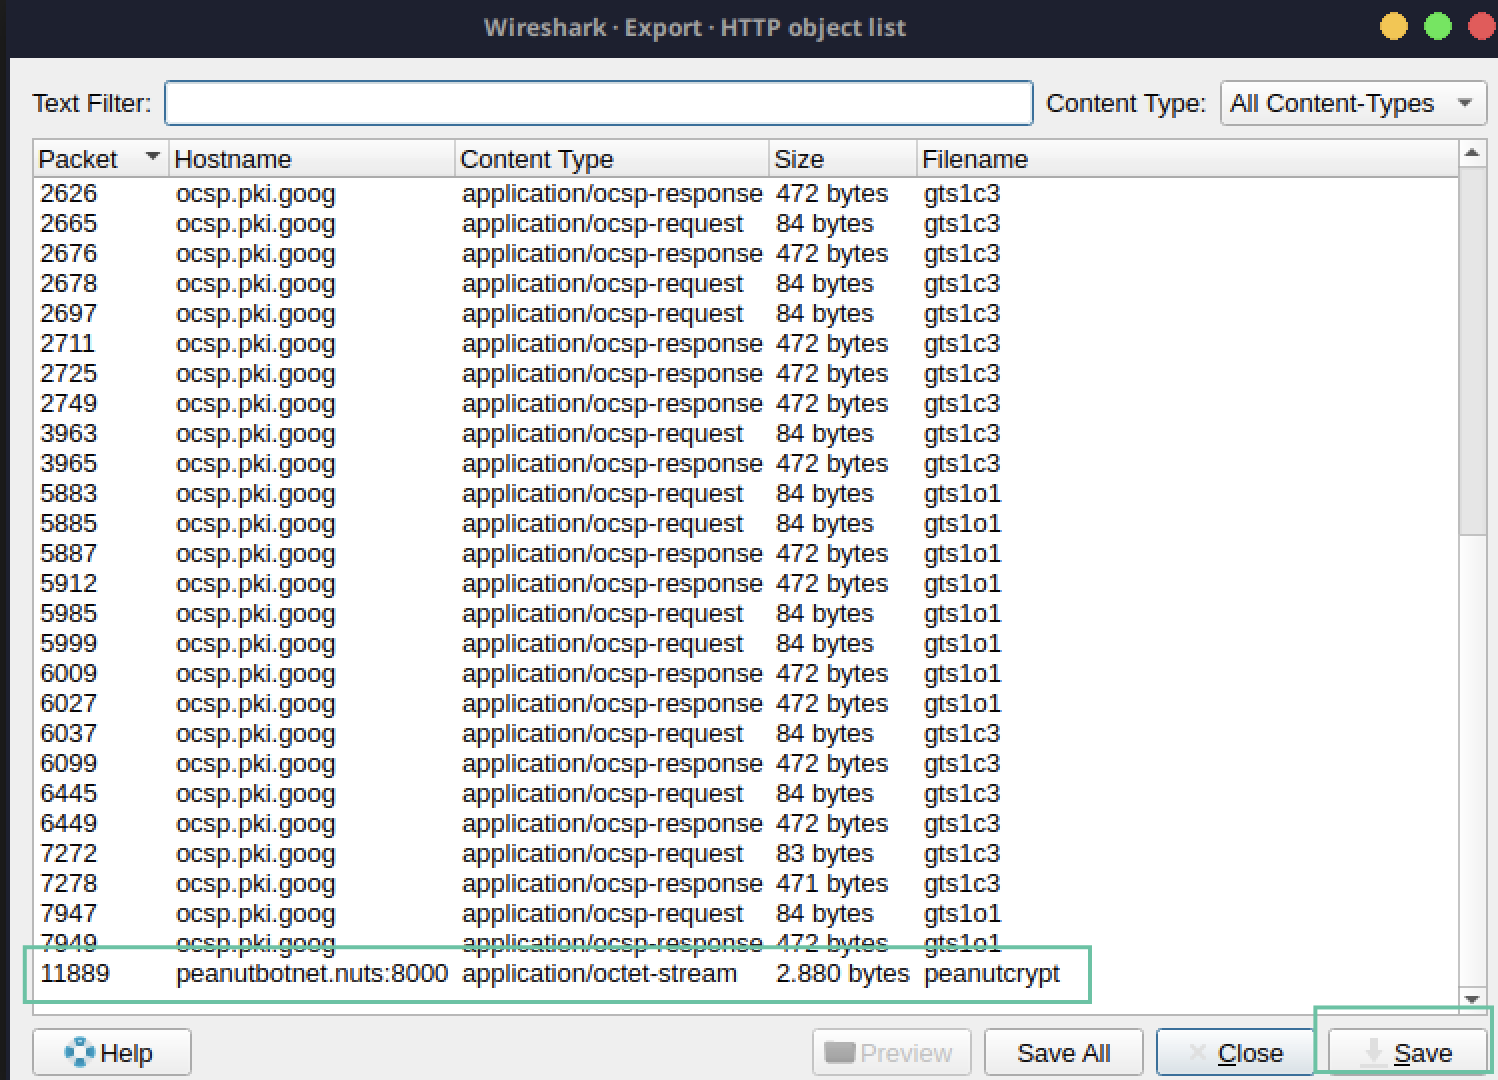 Wireshark · Export · HTTP object list
Text Filter: Content Type: All Content-Types
Packet Hostname Content Type Size Filename
2626 ocsp.pki.goog application/ocsp-response 472 bytes gts1c3
2665 ocsp.pki.goog application/ocsp-request 84 bytes gts1c3
2676 ocsp.pki.goog application/ocsp-response 472 bytes gts1c3
2678 ocsp.pki.goog application/ocsp-request 84 bytes gts1c3
2697 ocsp.pki.goog application/ocsp-request 84 bytes gts1c3
2711 ocsp.pki.goog application/ocsp-response 472 bytes gts1c3
2725 ocsp.pki.goog application/ocsp-response 472 bytes gts1c3
2749 ocsp.pki.goog application/ocsp-response 472 bytes gts1c3
3963 ocsp.pki.goog application/ocsp-request 84 bytes gts1c3
3965 ocsp.pki.goog application/ocsp-response 472 bytes gts1c3
5883 ocsp.pki.goog application/ocsp-request 84 bytes gts1o1
5885 ocsp.pki.goog application/ocsp-request 84 bytes gts1o1
5887 ocsp.pki.goog application/ocsp-response 472 bytes gts1o1
5912 ocsp.pki.goog application/ocsp-response 472 bytes gts1o1
5985 ocsp.pki.goog application/ocsp-request 84 bytes gts1o1
5999 ocsp.pki.goog application/ocsp-request 84 bytes gts1o1
6009 ocsp.pki.goog application/ocsp-response 472 bytes gts1o1
6027 ocsp.pki.goog application/ocsp-response 472 bytes gts1o1
6037 ocsp.pki.goog application/ocsp-request 84 bytes gts1c3
6099 ocsp.pki.goog application/ocsp-response 472 bytes gts1c3
6445 ocsp.pki.goog application/ocsp-request 84 bytes gts1c3
6449 ocsp.pki.goog application/ocsp-response 472 bytes gts1c3
7272 ocsp.pki.goog application/ocsp-request 83 bytes gts1c3
7278 ocsp.pki.goog application/ocsp-response 471 bytes gts1c3
7947 ocsp.pki.goog application/ocsp-request 84 bytes gts1o1
7949 ocsp.pki.goog application/ocsp-response 472 bytes gts1o1
11889 peanutbotnet.nuts:8000 application/octet-stream 2.880 bytes peanutcrypt
Help Preview Save All Close Save